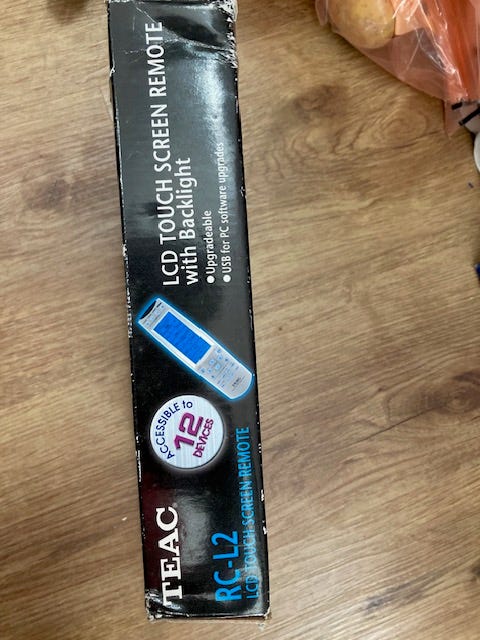 TEAC
ACCESSIBLE to
12
DEVICES
RC-L2
LCD TOUCH SCREEN REMOTE
LCD TOUCH SCREEN REMOTE
with Backlight
● Upgradeable
● USB for PC software upgrades